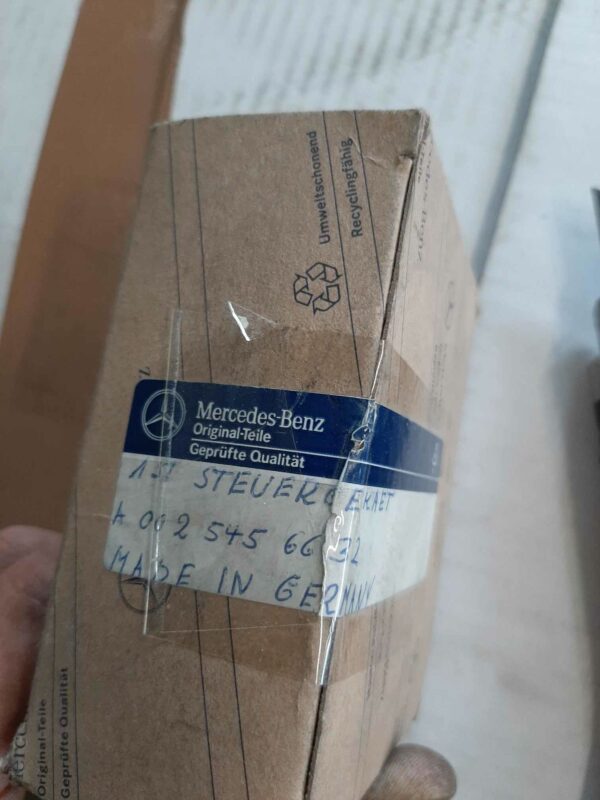 Umweltschonend
Recyclingfähig
Mercedes-Benz
Original-Teile
Geprüfte Qualität
1 ST STEUERGERAET
A 002 545 66 32
MADE IN GERMANY
Original-Teile
Geprüfte Qualität